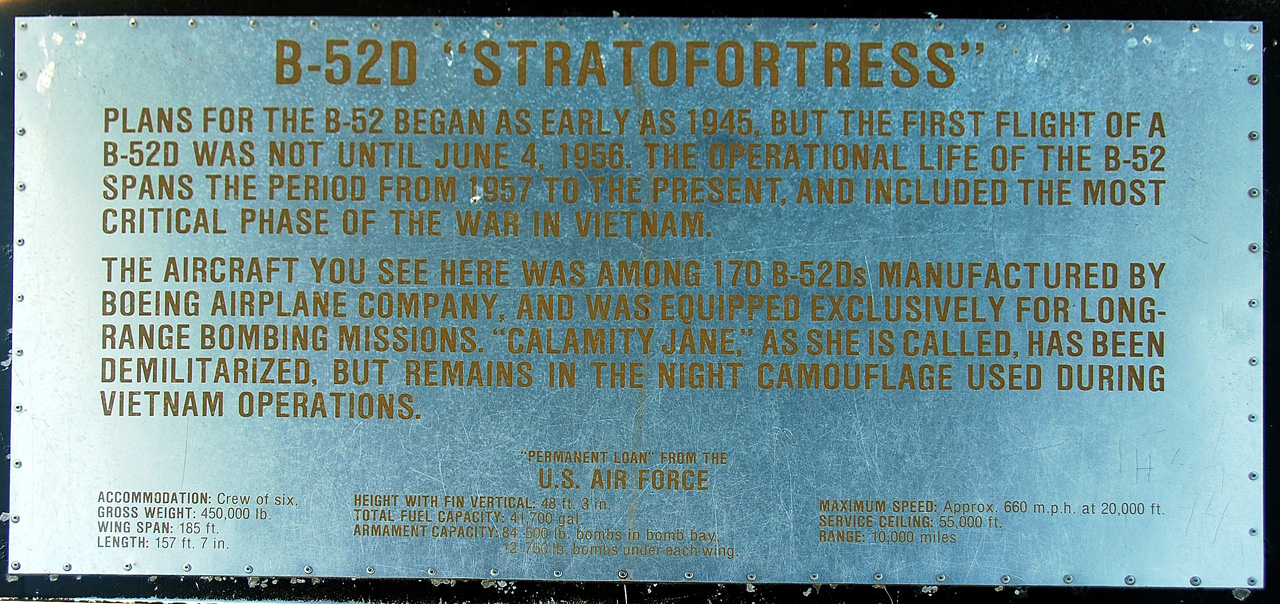 B-52D “STRATOFORTRESS”
PLANS FOR THE B-52 BEGAN AS EARLY AS 1945, BUT THE FIRST FLIGHT OF A
B-52D WAS NOT UNTIL JUNE 4, 1956. THE OPERATIONAL LIFE OF THE B-52
SPANS THE PERIOD FROM 1957 TO THE PRESENT, AND INCLUDED THE MOST
CRITICAL PHASE OF THE WAR IN VIETNAM.
THE AIRCRAFT YOU SEE HERE WAS AMONG 170 B-52Ds MANUFACTURED BY
BOEING AIRPLANE COMPANY, AND WAS EQUIPPED EXCLUSIVELY FOR LONG-
RANGE BOMBING MISSIONS. “CALAMITY JANE,” AS SHE IS CALLED, HAS BEEN
DEMILITARiZED, BUT REMAINS IN THE NIGHT CAMOUFLAGE USED DURING
VIETNAM OPERATIONS.
“PERMANENT LOAN” FROM THE
U.S. AIR FORCE
ACCOMMODATION: Crew of six.
GROSS WEIGHT: 450,000 lb.
WING SPAN: 185 ft.
LENGTH: 157 ft. 7 in.
HEIGHT WITH FIN VERTICAL: 48 ft. 3 in.
TOTAL FUEL CAPACITY: 41,700 gal.
ARMAMENT CAPACITY: 84 500 lb. bombs in bomb bay;
12 750 lb. bombs under each wing.
MAXIMUM SPEED: Approx. 660 m.p.h. at 20,000 ft.
SERVICE CEILING: 55,000 ft.
RANGE: 10,000 miles